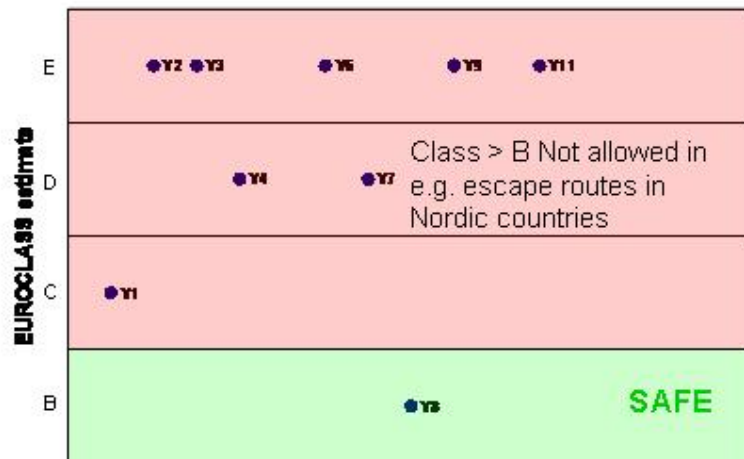 EUROCLASS estimate
E
Y2 Y3 Y6 Y9 Y11
D
Y4 Y7
Class > B Not allowed in
e.g. escape routes in
Nordic countries
C
Y1
B
Y8
SAFE